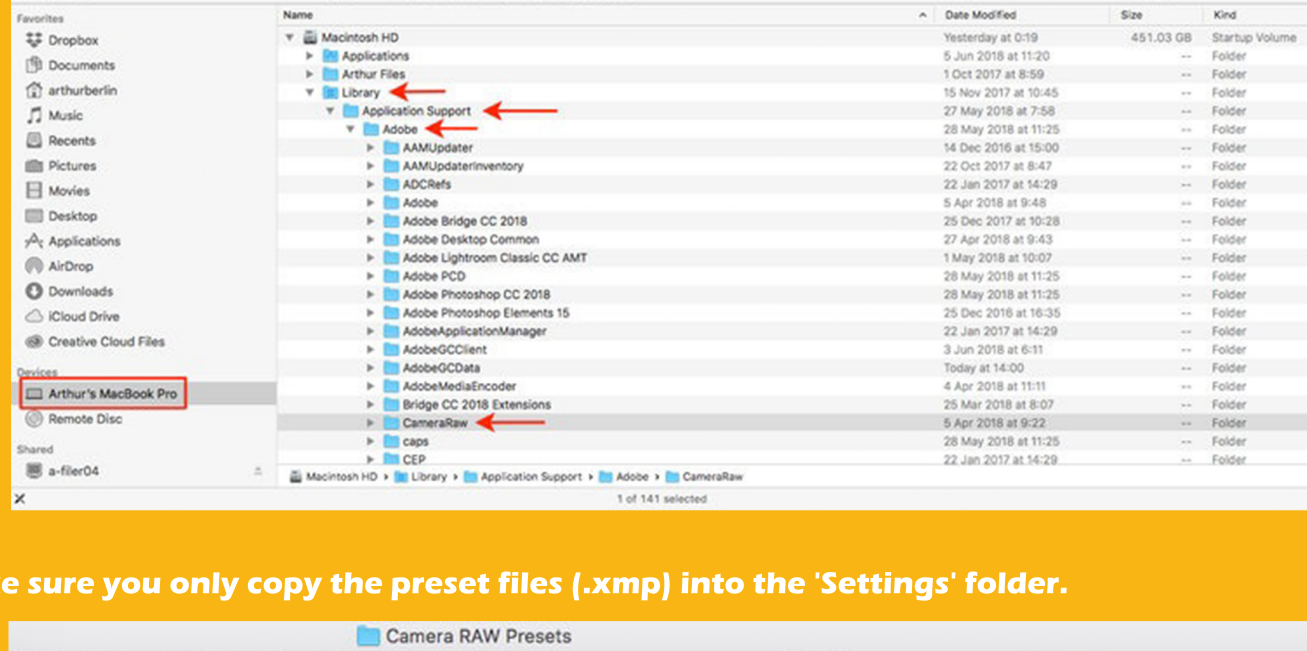 Favorites
Dropbox
Documents
arthurberlin
Music
Recents
Pictures
Movies
Desktop
Applications
AirDrop
Downloads
iCloud Drive
Creative Cloud Files
Devices
Arthur's MacBook Pro
Remote Disc
Shared
a-filer04
Name Date Modified Size Kind
Macintosh HD Yesterday at 0:19 451.03 GB Startup Volume
Applications 5 Jun 2018 at 11:20 -- Folder
Arthur Files 1 Oct 2017 at 8:59 -- Folder
Library 15 Nov 2017 at 10:45 -- Folder
Application Support 27 May 2018 at 7:58 -- Folder
Adobe 28 May 2018 at 11:25 -- Folder
AAMUpdater 14 Dec 2016 at 15:00 -- Folder
AAMUpdaterInventory 22 Oct 2017 at 8:47 -- Folder
ADCRefs 22 Jan 2017 at 14:29 -- Folder
Adobe 5 Apr 2018 at 9:48 -- Folder
Adobe Bridge CC 2018 25 Dec 2017 at 10:28 -- Folder
Adobe Desktop Common 27 Apr 2018 at 9:43 -- Folder
Adobe Lightroom Classic CC AMT 1 May 2018 at 10:07 -- Folder
Adobe PCD 28 May 2018 at 11:25 -- Folder
Adobe Photoshop CC 2018 28 May 2018 at 11:25 -- Folder
Adobe Photoshop Elements 15 25 Dec 2016 at 16:35 -- Folder
AdobeApplicationManager 22 Jan 2017 at 14:29 -- Folder
AdobeGCClient 3 Jun 2018 at 6:11 -- Folder
AdobeGCData Today at 14:00 -- Folder
AdobeMediaEncoder 4 Apr 2018 at 11:11 -- Folder
Bridge CC 2018 Extensions 25 Mar 2018 at 8:07 -- Folder
CameraRaw 5 Apr 2018 at 9:22 -- Folder
caps 28 May 2018 at 11:25 -- Folder
CEP 22 Jan 2017 at 14:29 -- Folder
Macintosh HD Library Application Support Adobe CameraRaw
1 of 141 selected
e sure you only copy the preset files (.xmp) into the 'Settings' folder.
Camera RAW Presets